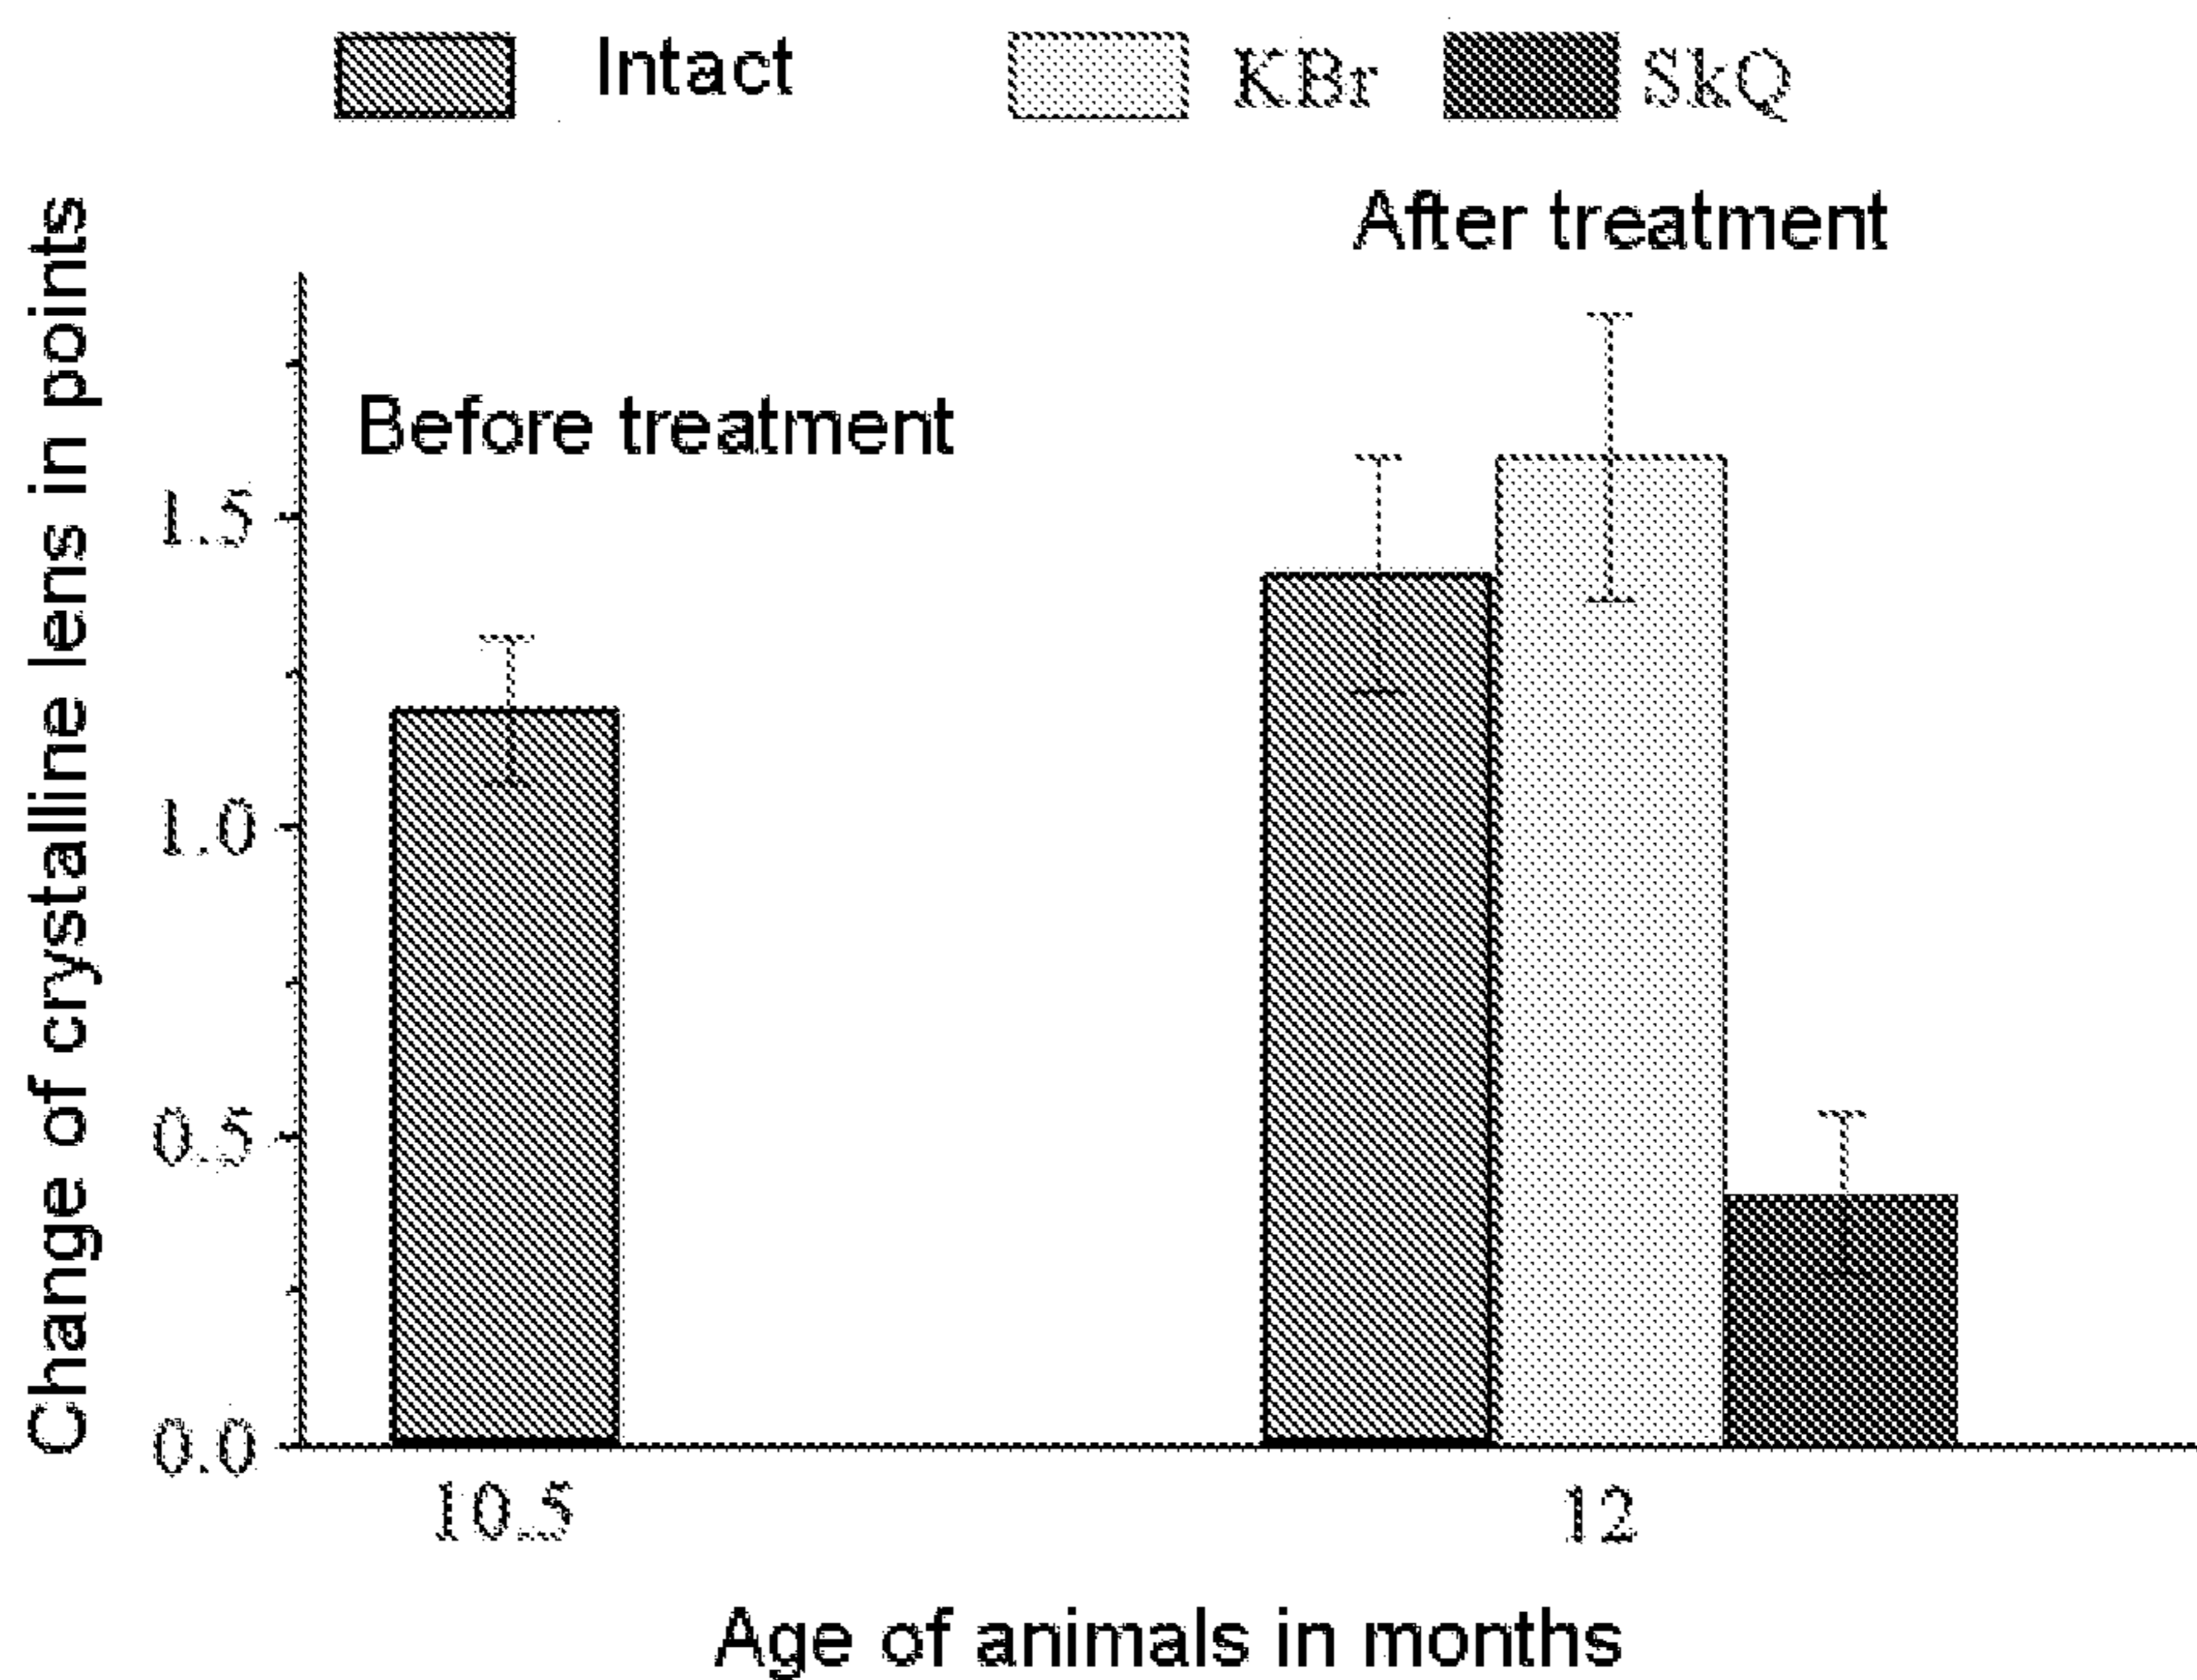 Intact KBr SkQ
After treatment
Before treatment
Change of crystalline lens in points
1.5
1.0
0.5
0.0
10.5 12
Age of animals in months